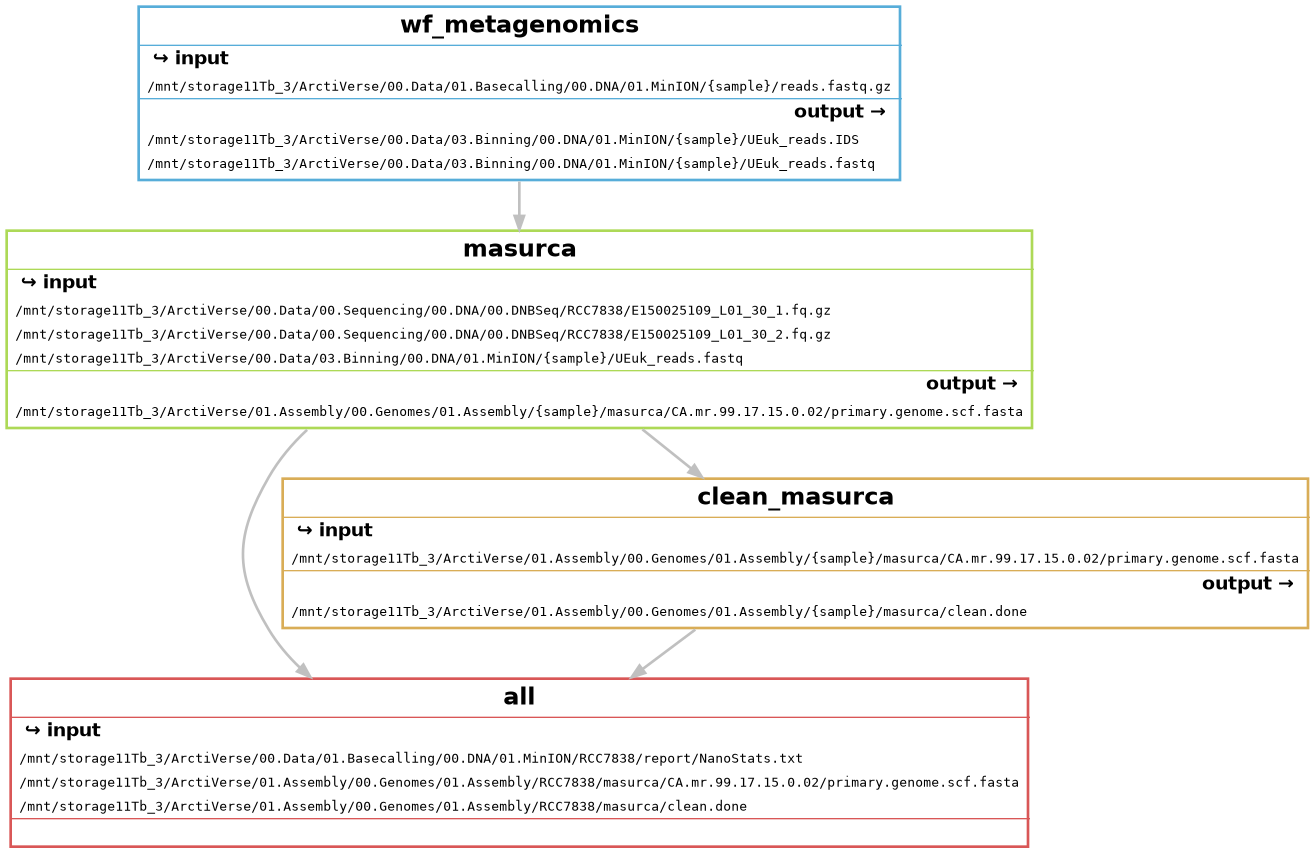 wf_metagenomics
↪ input
/mnt/storage11Tb_3/ArctiVerse/00.Data/01.Basecalling/00.DNA/01.MinION/{sample}/reads.fastq.gz
output →
/mnt/storage11Tb_3/ArctiVerse/00.Data/03.Binning/00.DNA/01.MinION/{sample}/UEuk_reads.IDS
/mnt/storage11Tb_3/ArctiVerse/00.Data/03.Binning/00.DNA/01.MinION/{sample}/UEuk_reads.fastq
masurca
↪ input
/mnt/storage11Tb_3/ArctiVerse/00.Data/00.Sequencing/00.DNA/00.DNBSeq/RCC7838/E150025109_L01_30_1.fq.gz
/mnt/storage11Tb_3/ArctiVerse/00.Data/00.Sequencing/00.DNA/00.DNBSeq/RCC7838/E150025109_L01_30_2.fq.gz
/mnt/storage11Tb_3/ArctiVerse/00.Data/03.Binning/00.DNA/01.MinION/{sample}/UEuk_reads.fastq
output →
/mnt/storage11Tb_3/ArctiVerse/01.Assembly/00.Genomes/01.Assembly/{sample}/masurca/CA.mr.99.17.15.0.02/primary.genome.scf.fasta
clean_masurca
↪ input
/mnt/storage11Tb_3/ArctiVerse/01.Assembly/00.Genomes/01.Assembly/{sample}/masurca/CA.mr.99.17.15.0.02/primary.genome.scf.fasta
output →
/mnt/storage11Tb_3/ArctiVerse/01.Assembly/00.Genomes/01.Assembly/{sample}/masurca/clean.done
all
↪ input
/mnt/storage11Tb_3/ArctiVerse/00.Data/01.Basecalling/00.DNA/01.MinION/RCC7838/report/NanoStats.txt
/mnt/storage11Tb_3/ArctiVerse/01.Assembly/00.Genomes/01.Assembly/RCC7838/masurca/CA.mr.99.17.15.0.02/primary.genome.scf.fasta
/mnt/storage11Tb_3/ArctiVerse/01.Assembly/00.Genomes/01.Assembly/RCC7838/masurca/clean.done